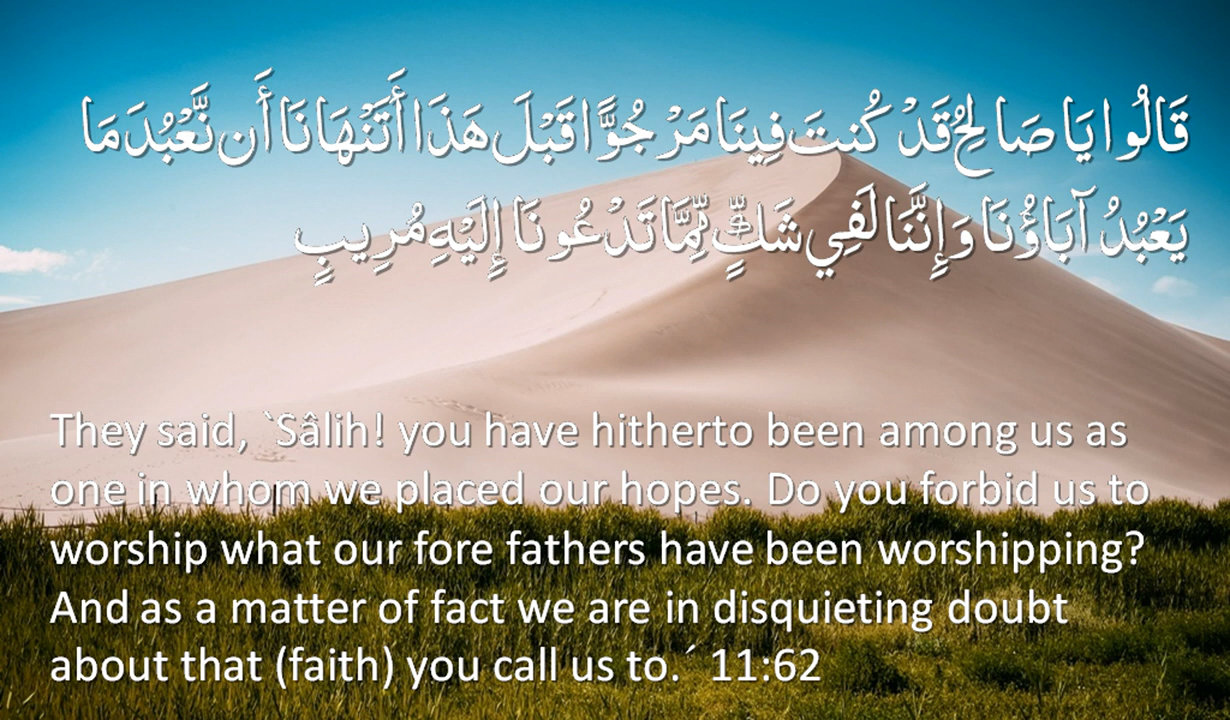 قَالُوا يَا صَالِحُ قَدْ كُنتَ فِينَا مَرْجُوًّا قَبْلَ هَذَا أَتَنْهَانَا أَن نَّعْبُدَ مَا
يَعْبُدُ آبَاؤُنَا وَإِنَّنَا لَفِي شَكٍّ مِّمَّا تَدْعُونَا إِلَيْهِ مُرِيبٍ
They said, `Sâlih! you have hitherto been among us as
one in whom we placed our hopes. Do you forbid us to
worship what our fore fathers have been worshipping?
And as a matter of fact we are in disquieting doubt
about that (faith) you call us to.´ 11:62